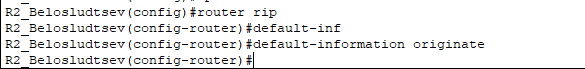 R2_Belosludtsev(config)#router rip
R2_Belosludtsev(config-router)#default-inf
R2_Belosludtsev(config-router)#default-information originate
R2_Belosludtsev(config-router)#